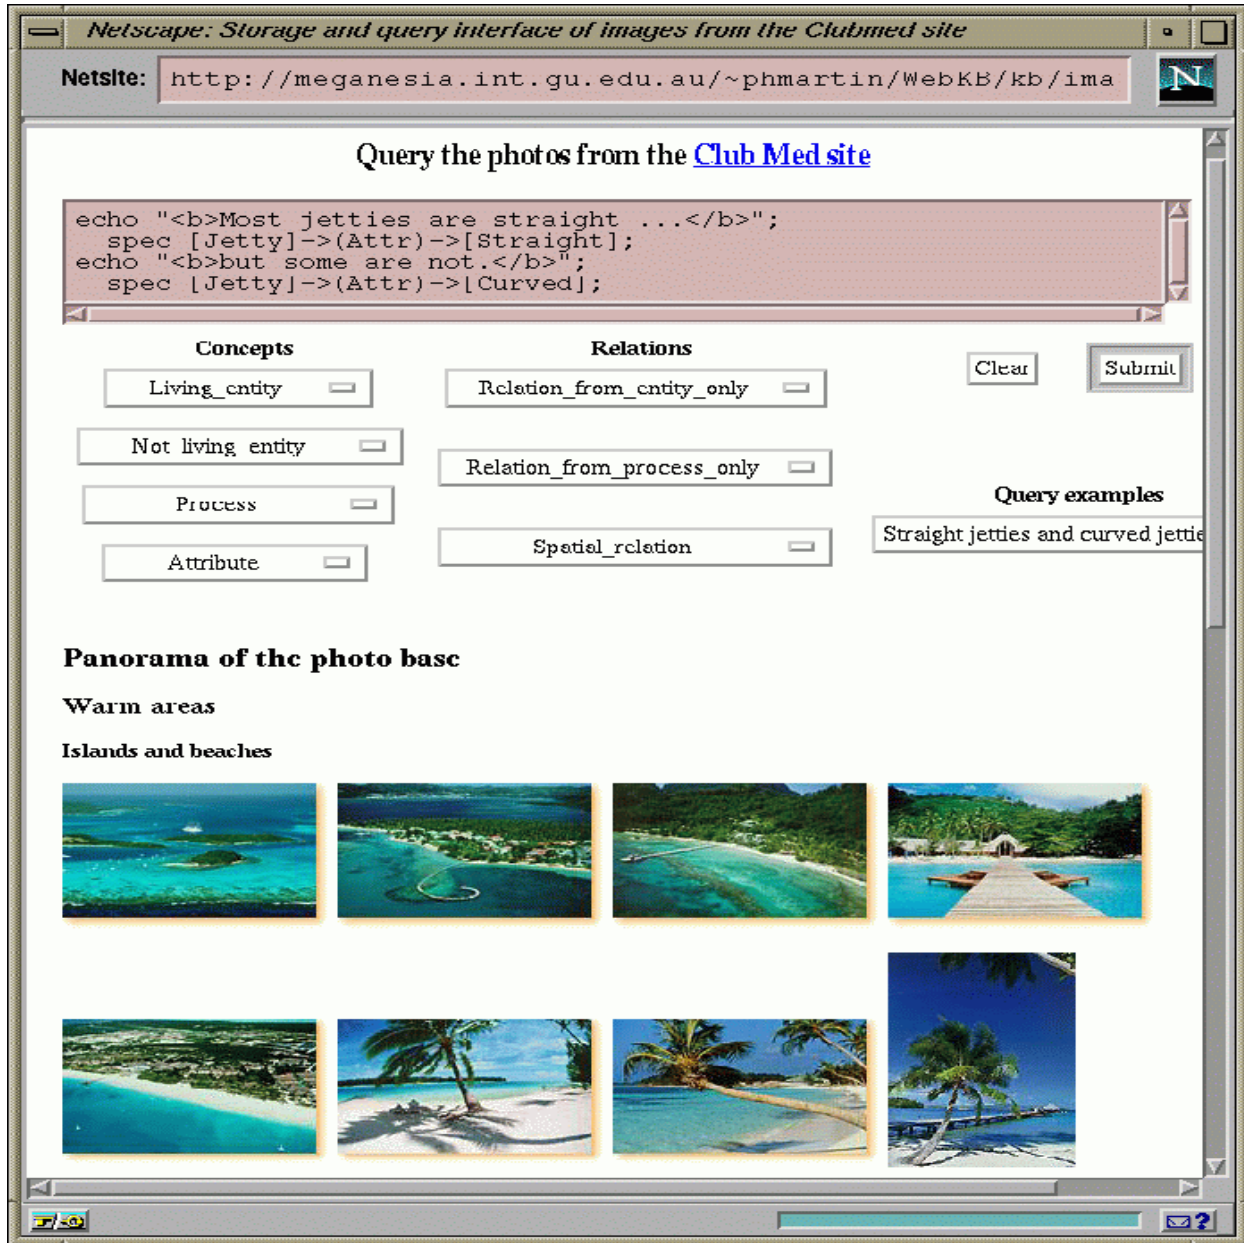 Netscape: Storage and query interface of images from the Clubmed site
Netsite: http://meganesia.int.gu.edu.au/~phmartin/WebKB/kb/ima
N
Query the photos from the Club Med site
echo "<b>Most jetties are straight ...</b>";
spec [Jetty]->(Attr)->[Straight];
echo "<b>but some are not.</b>";
spec [Jetty]->(Attr)->[Curved];
Concepts
Relations
Clear
Submit
Living_entity
Relation_from_entity_only
Not living entity
Relation_from_process_only
Process
Query examples
Straight jetties and curved jettie
Spatial_relation
Attribute
Panorama of the photo base
Warm areas
Islands and beaches
?